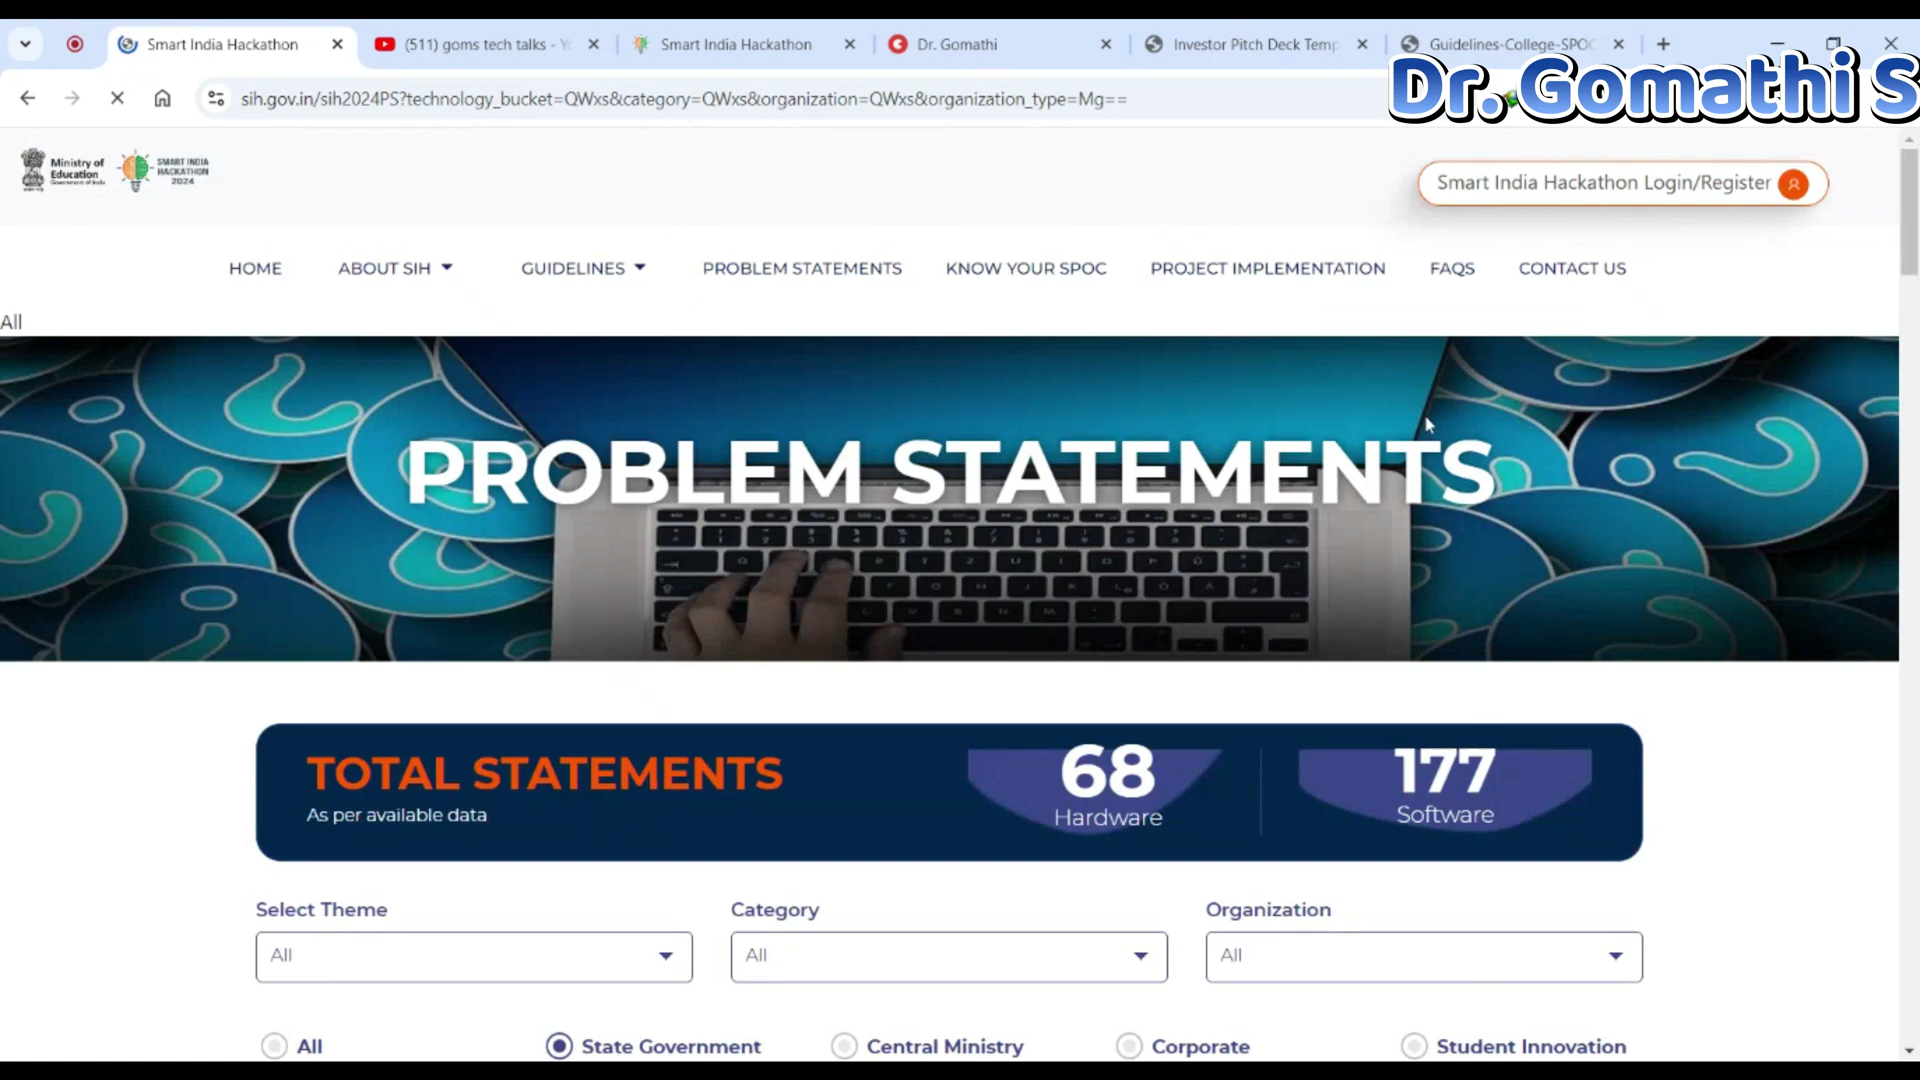 Smart India Hackathon
(511) goms tech talks - Y
Smart India Hackathon
Dr. Gomathi
Investor Pitch Deck Temp
Guidelines-College-SPOC
Dr. Gomathi S
sih.gov.in/sih2024PS?technology_bucket=QWxs&category=QWxs&organization=QWxs&organization_type=Mg==
Ministry of
Education
Government of India
SMART INDIA
HACKATHON
2024
Smart India Hackathon Login/Register
HOME ABOUT SIH GUIDELINES PROBLEM STATEMENTS KNOW YOUR SPOC PROJECT IMPLEMENTATION FAQS CONTACT US
All
PROBLEM STATEMENTS
TOTAL STATEMENTS
As per available data
68
Hardware
177
Software
Select Theme Category Organization
All All All
All State Government Central Ministry Corporate Student Innovation